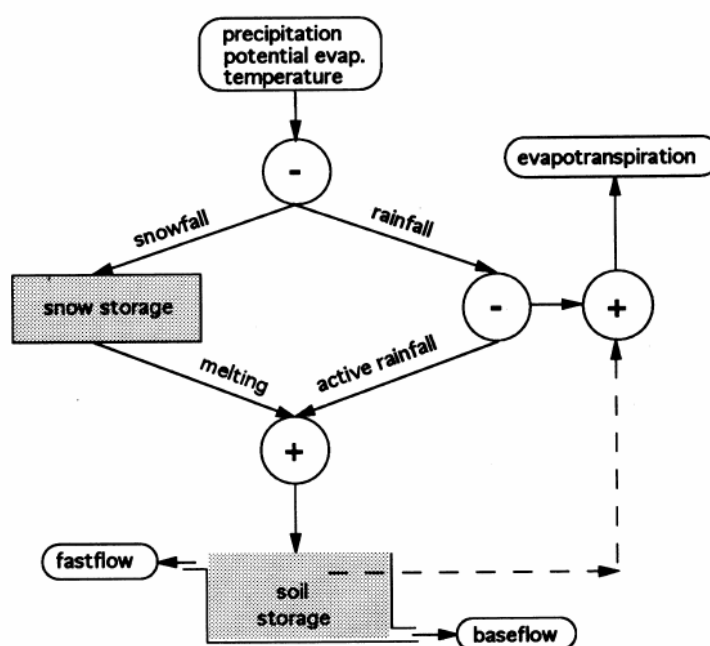 precipitation
potential evap.
temperature
-
evapotranspiration
snowfall
rainfall
snow storage
-
+
melting
active rainfall
+
fastflow
soil
storage
baseflow